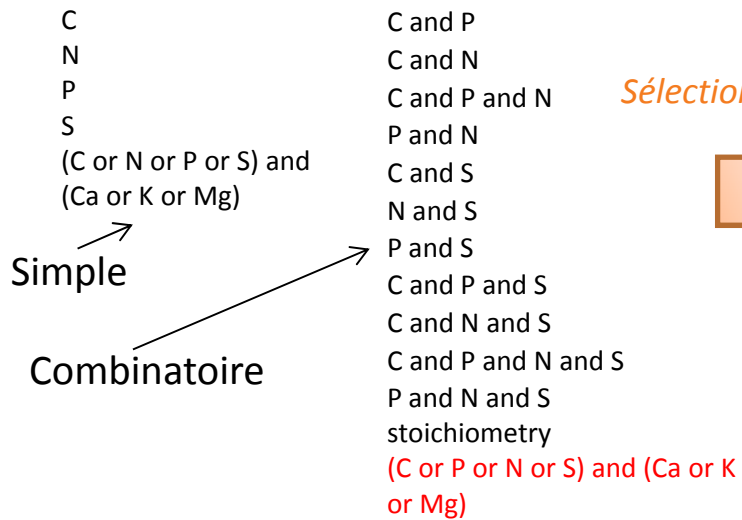 C
N
P
S
(C or N or P or S) and
(Ca or K or Mg)
Simple
Combinatoire
C and P
C and N
C and P and N
P and N
C and S
N and S
P and S
C and P and S
C and N and S
C and P and N and S
P and N and S
stoichiometry
(C or P or N or S) and (Ca or K
or Mg)